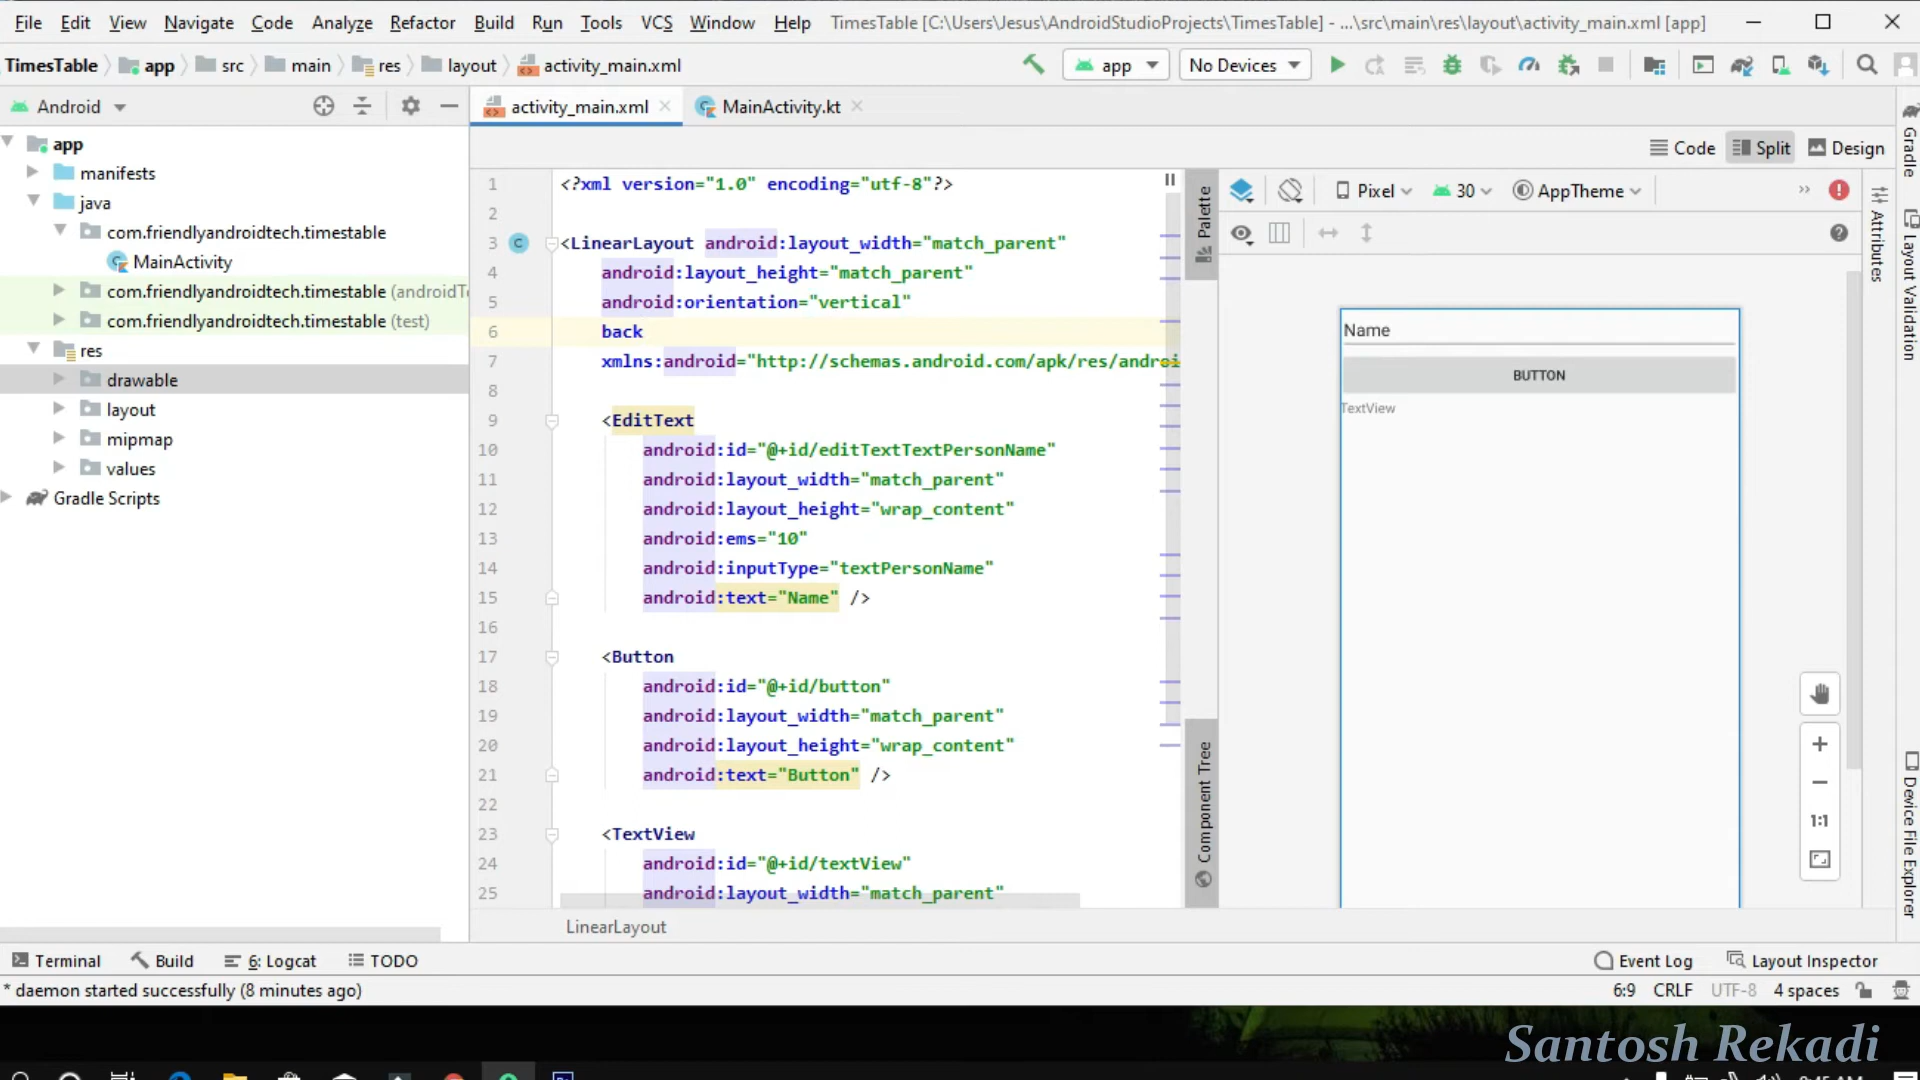 File Edit View Navigate Code Analyze Refactor Build Run Tools VCS Window Help TimesTable [C:\Users\Jesus\AndroidStudioProjects\TimesTable] - ...\src\main\res\layout\activity_main.xml [app]
TimesTable app src main res layout activity_main.xml app No Devices
Android activity_main.xml MainActivity.kt
Code Split Design
app
manifests
java
com.friendlyandroidtech.timestable
MainActivity
com.friendlyandroidtech.timestable (androidTe
com.friendlyandroidtech.timestable (test)
res
drawable
layout
mipmap
values
Gradle Scripts
1 <?xml version="1.0" encoding="utf-8"?>
2
3 <LinearLayout android:layout_width="match_parent"
4 android:layout_height="match_parent"
5 android:orientation="vertical"
6 back
7 xmlns:android="http://schemas.android.com/apk/res/androi
8
9 <EditText
10 android:id="@+id/editTextTextPersonName"
11 android:layout_width="match_parent"
12 android:layout_height="wrap_content"
13 android:ems="10"
14 android:inputType="textPersonName"
15 android:text="Name" />
16
17 <Button
18 android:id="@+id/button"
19 android:layout_width="match_parent"
20 android:layout_height="wrap_content"
21 android:text="Button" />
22
23 <TextView
24 android:id="@+id/textView"
25 android:layout_width="match_parent"
LinearLayout
Palette
Component Tree
Pixel 30 AppTheme
Name
BUTTON
TextView
1:1
Attributes
Gradle
Layout Validation
Device File Explorer
Terminal Build 6: Logcat TODO Event Log Layout Inspector
* daemon started successfully (8 minutes ago) 6:9 CRLF UTF-8 4 spaces
Santosh Rekadi